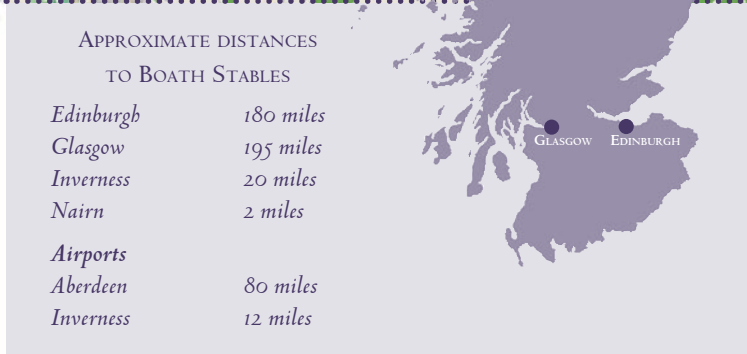 Approximate distances
to Boath Stables
Edinburgh 180 miles
Glasgow 195 miles
Inverness 20 miles
Nairn 2 miles
Airports
Aberdeen 80 miles
Inverness 12 miles
Glasgow Edinburgh